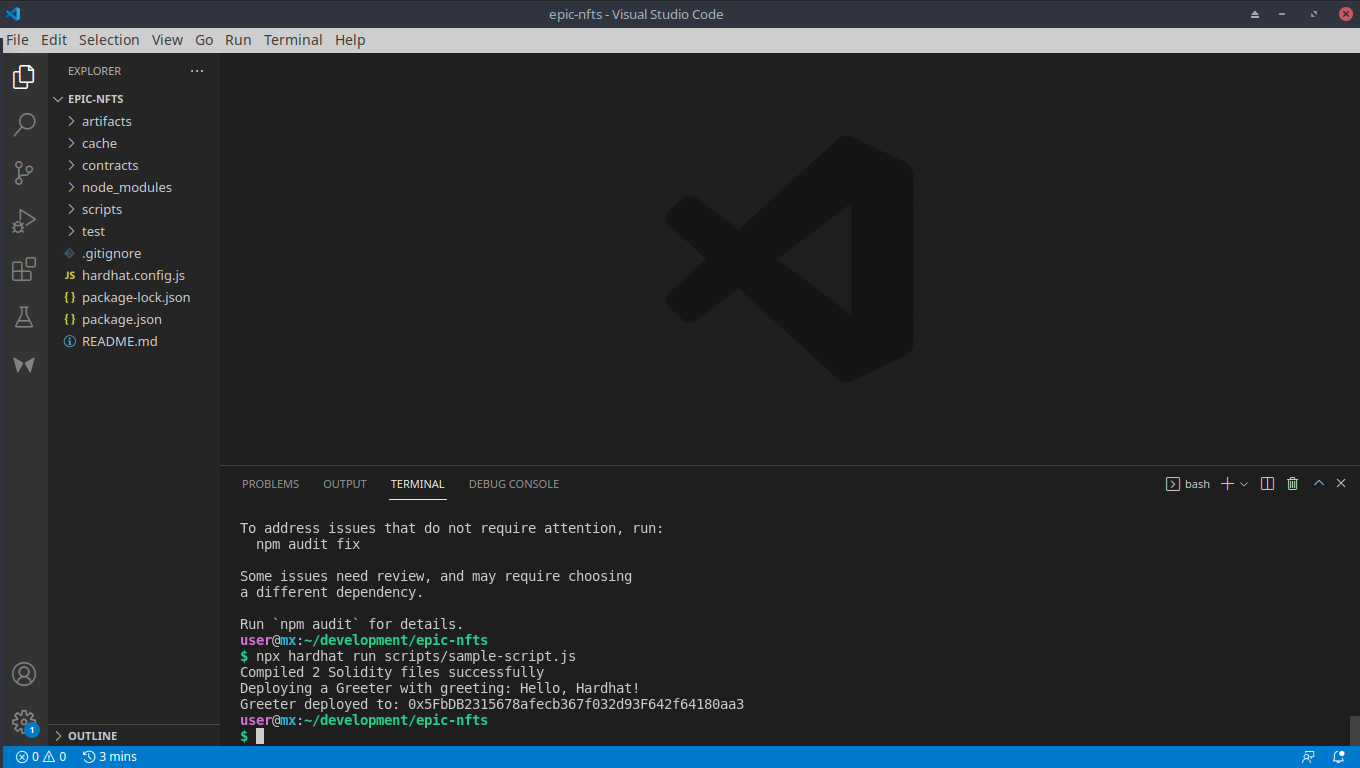 epic-nfts - Visual Studio Code
File Edit Selection View Go Run Terminal Help
EXPLORER
EPIC-NFTS
artifacts
cache
contracts
node_modules
scripts
test
.gitignore
JS hardhat.config.js
{ } package-lock.json
{ } package.json
README.md
OUTLINE
PROBLEMS OUTPUT TERMINAL DEBUG CONSOLE
bash
To address issues that do not require attention, run:
npm audit fix
Some issues need review, and may require choosing
a different dependency.
Run `npm audit` for details.
user@mx:~/development/epic-nfts
$ npx hardhat run scripts/sample-script.js
Compiled 2 Solidity files successfully
Deploying a Greeter with greeting: Hello, Hardhat!
Greeter deployed to: 0x5FbDB2315678afecb367f032d93F642f64180aa3
user@mx:~/development/epic-nfts
$
1
0 0 3 mins